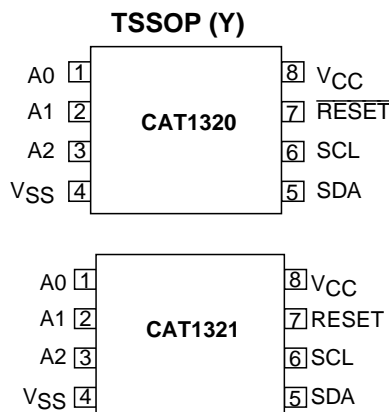 TSSOP (Y)
A0 1 8 VCC
A1 2 CAT1320 7 R̅E̅S̅E̅T̅
A2 3 6 SCL
VSS 4 5 SDA
A0 1 8 VCC
A1 2 CAT1321 7 RESET
A2 3 6 SCL
VSS 4 5 SDA